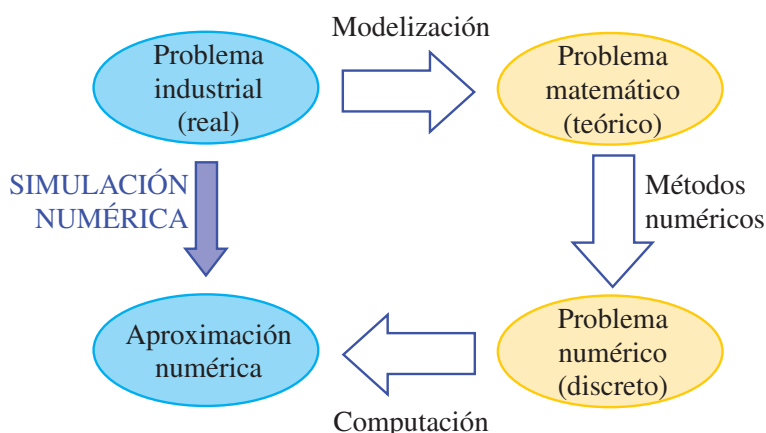 Modelización
Problema
industrial
(real)
Problema
matemático
(teórico)
SIMULACIÓN
NUMÉRICA
Métodos
numéricos
Aproximación
numérica
Problema
numérico
(discreto)
Computación